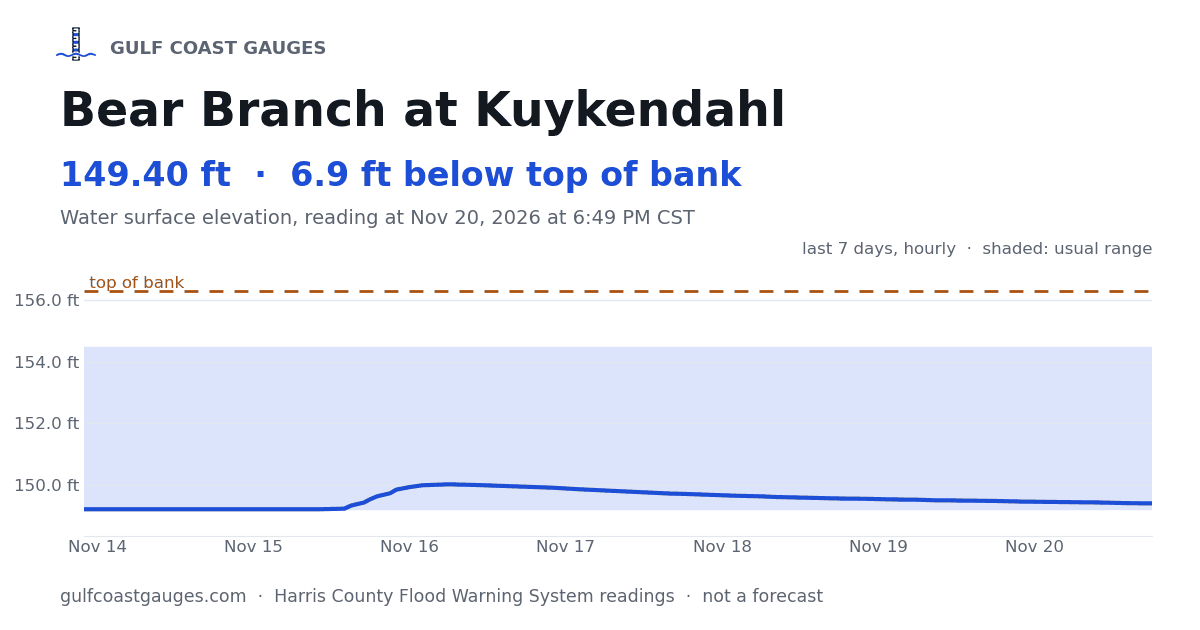 GULF COAST GAUGES
Bear Branch at Kuykendahl
149.40 ft · 6.9 ft below top of bank
Water surface elevation, reading at Nov 20, 2026 at 6:49 PM CST
last 7 days, hourly · shaded: usual range
top of bank
156.0 ft
154.0 ft
152.0 ft
150.0 ft
Nov 14 Nov 15 Nov 16 Nov 17 Nov 18 Nov 19 Nov 20
gulfcoastgauges.com · Harris County Flood Warning System readings · not a forecast